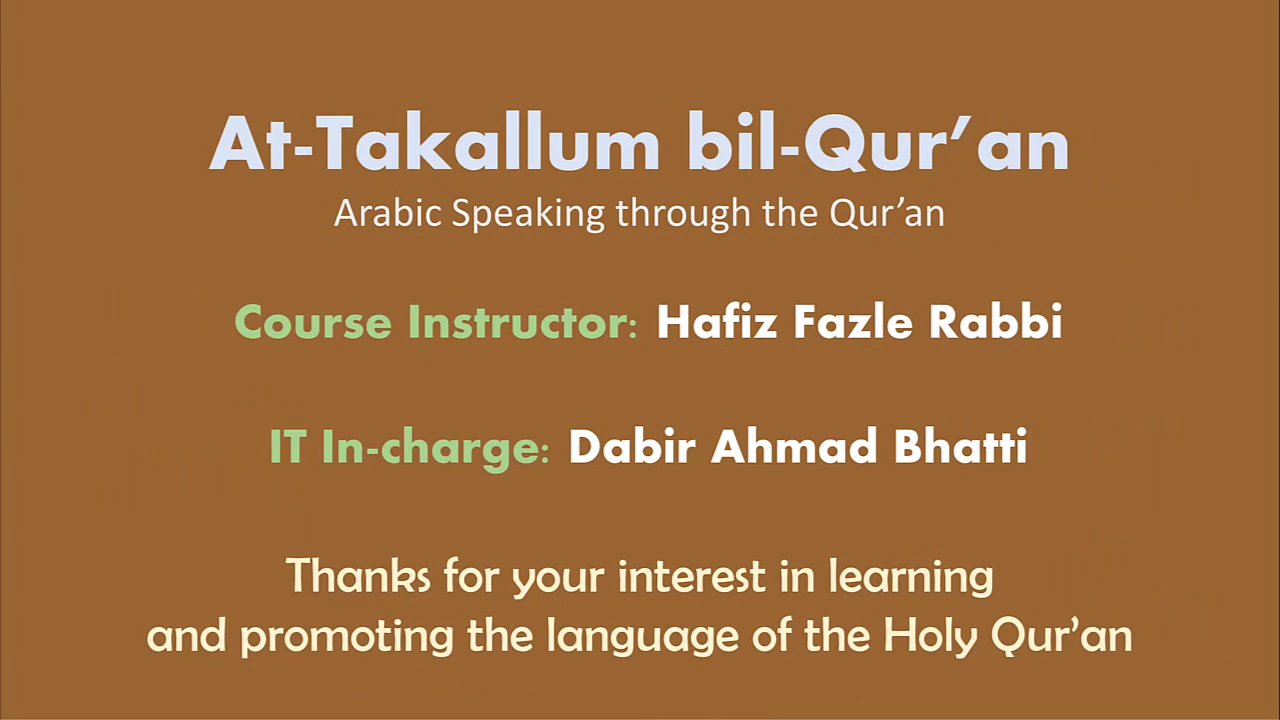 At-Takallum bil-Qur’an
Arabic Speaking through the Qur’an
Course Instructor: Hafiz Fazle Rabbi
IT In-charge: Dabir Ahmad Bhatti
Thanks for your interest in learning
and promoting the language of the Holy Qur’an